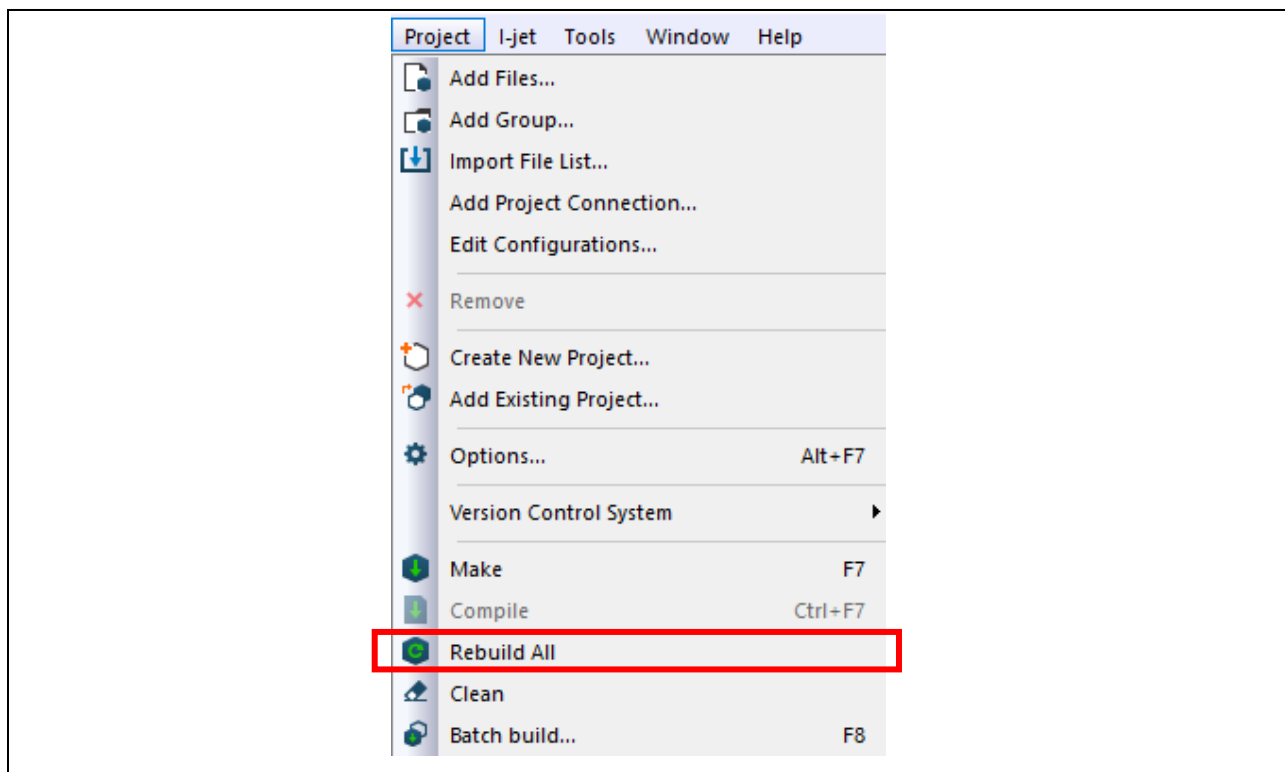 Project I-jet Tools Window Help
Add Files...
Add Group...
Import File List...
Add Project Connection...
Edit Configurations...
Remove
Create New Project...
Add Existing Project...
Options... Alt+F7
Version Control System
Make F7
Compile Ctrl+F7
Rebuild All
Clean
Batch build... F8